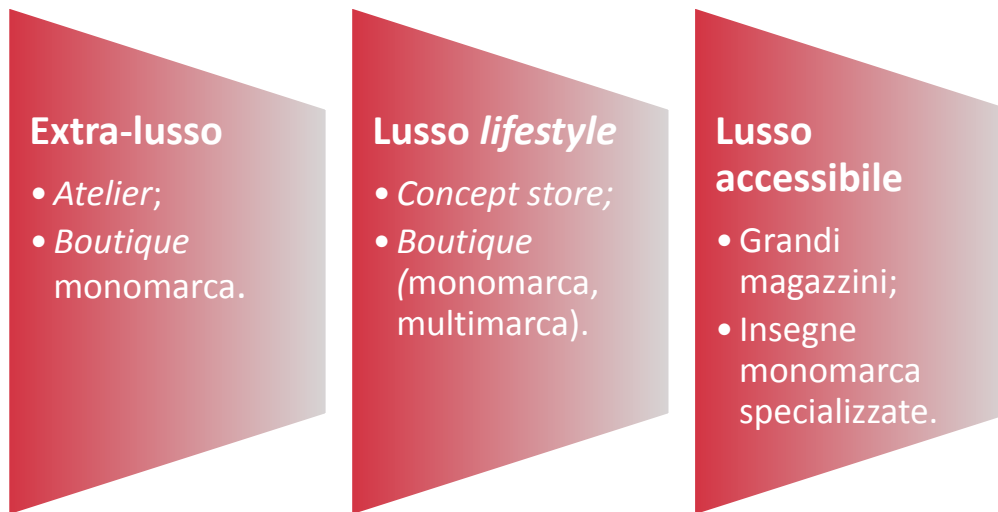 Extra-lusso
• Atelier;
• Boutique
monomarca.
Lusso lifestyle
• Concept store;
• Boutique
(monomarca,
multimarca).
Lusso
accessibile
• Grandi
magazzini;
• Insegne
monomarca
specializzate.